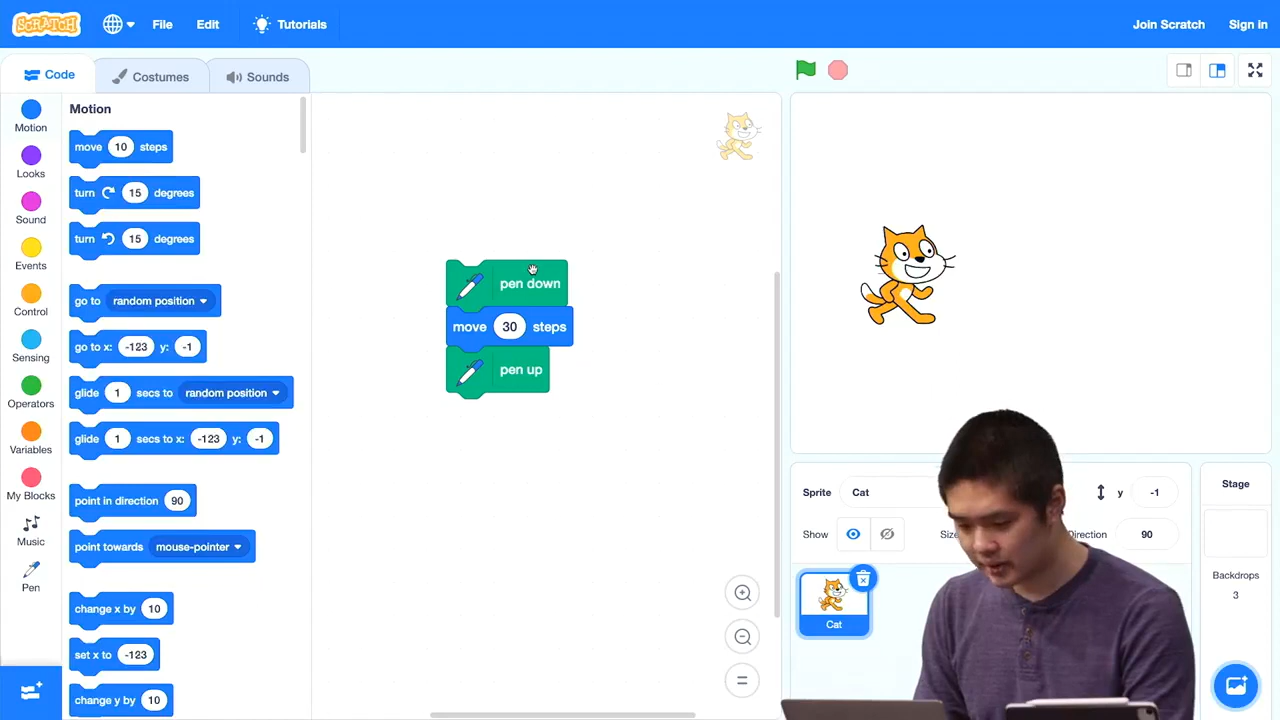 SCRATCH File Edit Tutorials Join Scratch Sign in
Code Costumes Sounds
Motion
Looks
Sound
Events
Control
Sensing
Operators
Variables
My Blocks
Music
Pen
Motion
move 10 steps
turn 15 degrees
turn 15 degrees
go to random position
go to x: -123 y: -1
glide 1 secs to random position
glide 1 secs to x: -123 y: -1
point in direction 90
point towards mouse-pointer
change x by 10
set x to -123
change y by 10
pen down
move 30 steps
pen up
Sprite Cat y -1
Show Direction 90
Cat
Stage
Backdrops
3